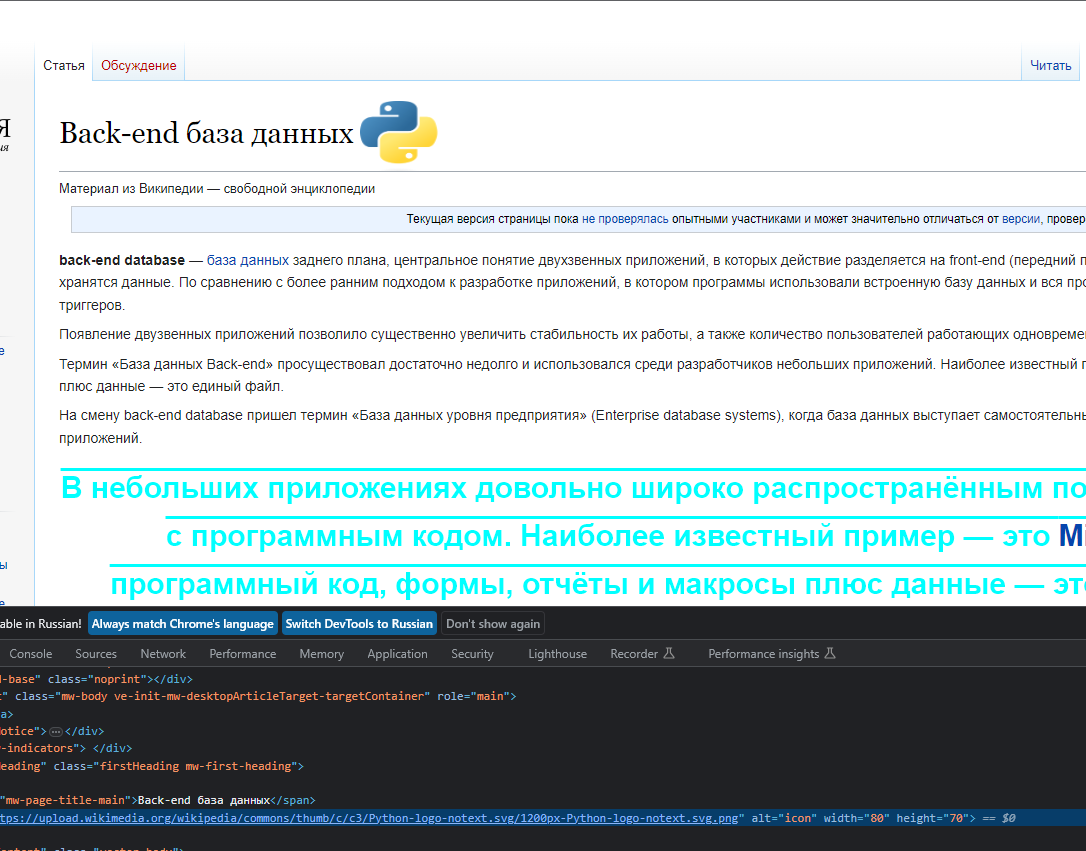 Статья
Обсуждение
Читать
Я
ия
Back-end база данных
Материал из Википедии — свободной энциклопедии
Текущая версия страницы пока не проверялась опытными участниками и может значительно отличаться от версии, провер
back-end database — база данных заднего плана, центральное понятие двухзвенных приложений, в которых действие разделяется на front-end (передний п
хранятся данные. По сравнению с более ранним подходом к разработке приложений, в котором программы использовали встроенную базу данных и вся про
триггеров.
Появление двузвенных приложений позволило существенно увеличить стабильность их работы, а также количество пользователей работающих одновреме
е
Термин «База данных Back-end» просуществовал достаточно недолго и использовался среди разработчиков небольших приложений. Наиболее известный п
плюс данные — это единый файл.
На смену back-end database пришел термин «База данных уровня предприятия» (Enterprise database systems), когда база данных выступает самостоятельн
приложений.
В небольших приложениях довольно широко распространённым по
с программным кодом. Наиболее известный пример — это Mi
ы
программный код, формы, отчёты и макросы плюс данные — эт
е
able in Russian! Always match Chrome's language Switch DevTools to Russian Don't show again
Console Sources Network Performance Memory Application Security Lighthouse Recorder Performance insights
d-base" class="noprint"></div>
t" class="mw-body ve-init-mw-desktopArticleTarget-targetContainer" role="main">
a>
otice">…</div>
-indicators"> </div>
eading" class="firstHeading mw-first-heading">
"mw-page-title-main">Back-end база данных</span>
tps://upload.wikimedia.org/wikipedia/commons/thumb/c/c3/Python-logo-notext.svg/1200px-Python-logo-notext.svg.png" alt="icon" width="80" height="70"> == $0